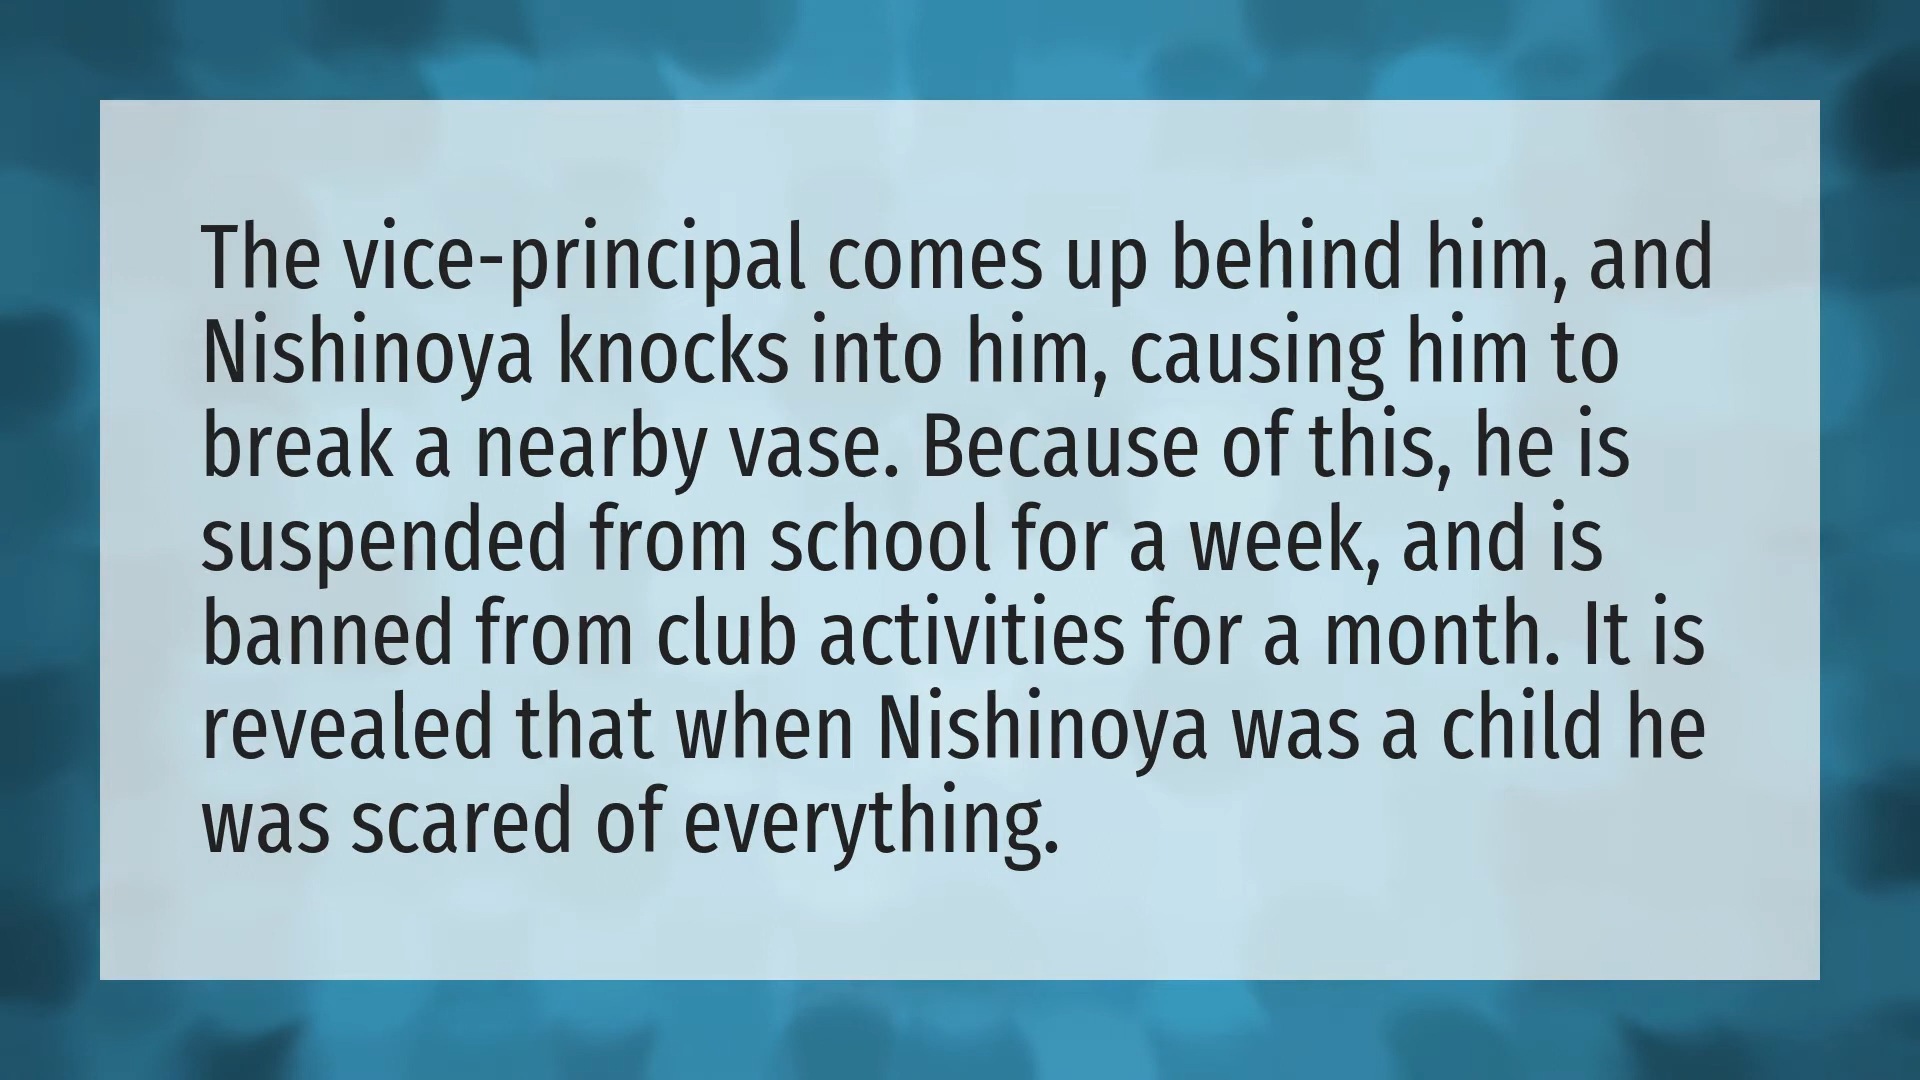 The vice-principal comes up behind him, and
Nishinoya knocks into him, causing him to
break a nearby vase. Because of this, he is
suspended from school for a week, and is
banned from club activities for a month. It is
revealed that when Nishinoya was a child he
was scared of everything.